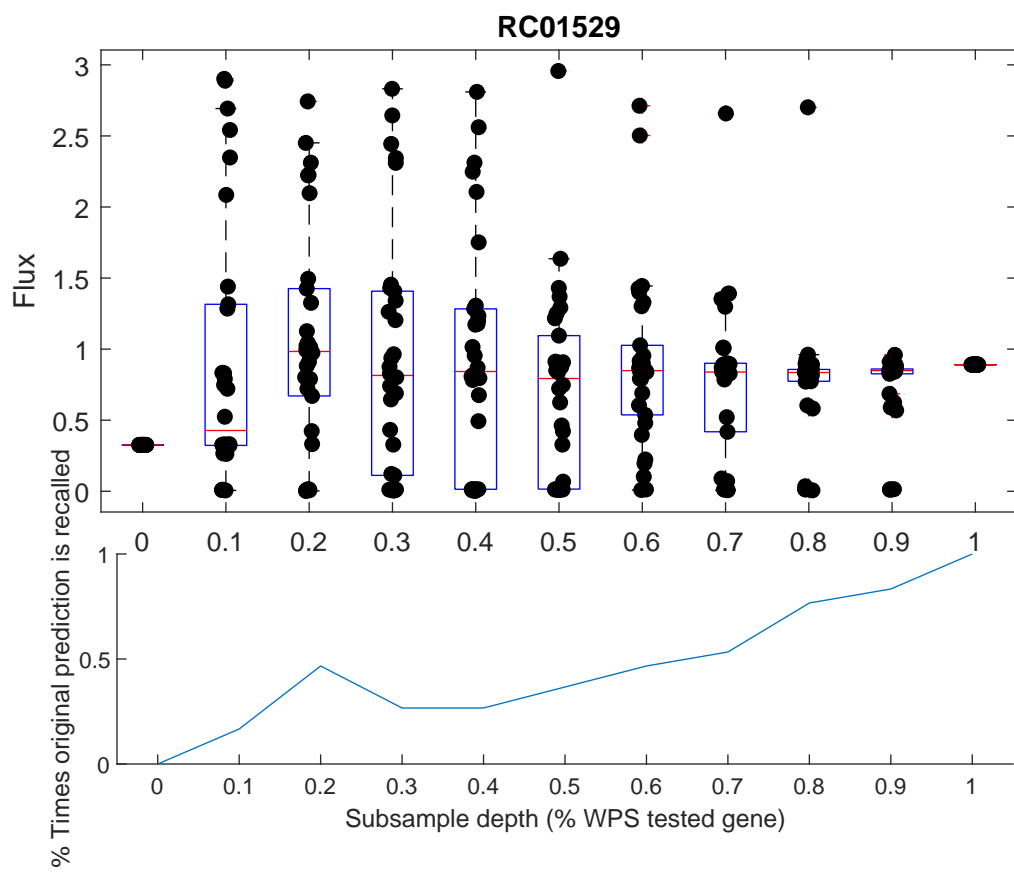 RC01529
3
2.5
2
1.5
1
0.5
0
Flux
0 0.1 0.2 0.3 0.4 0.5 0.6 0.7 0.8 0.9 1
% Times original prediction is recalled
1
0.5
0
0 0.1 0.2 0.3 0.4 0.5 0.6 0.7 0.8 0.9 1
Subsample depth (% WPS tested gene)